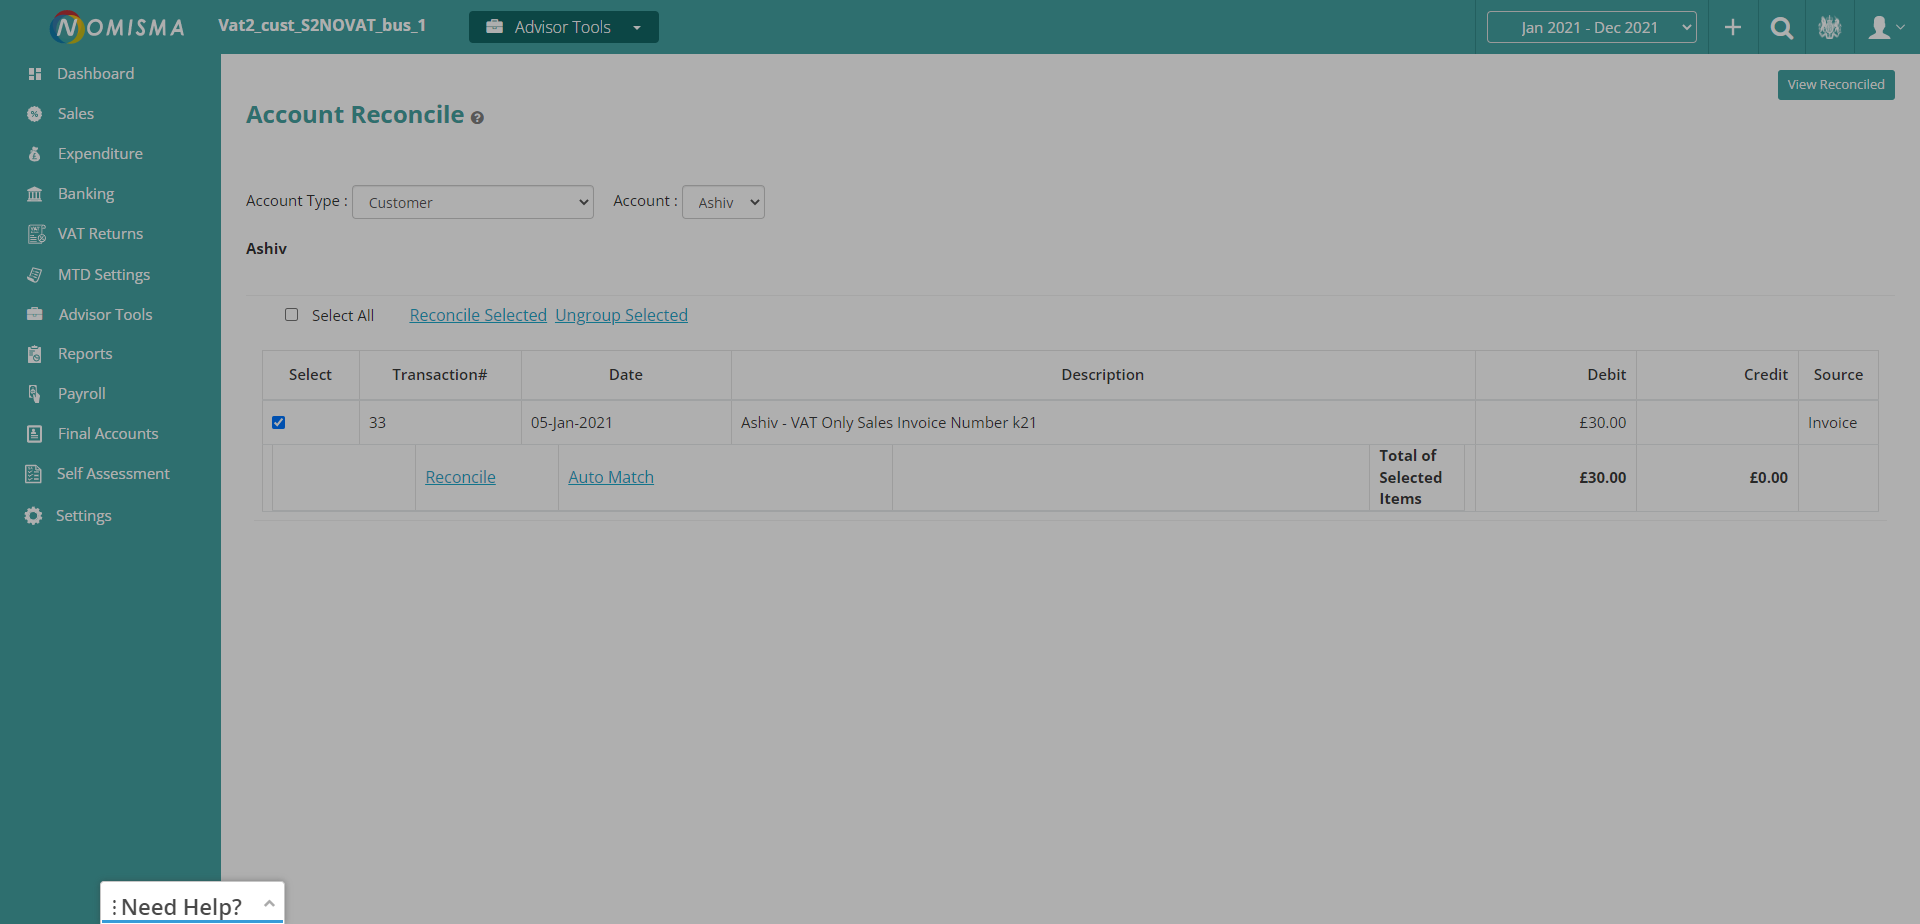 NOMISMA
Vat2_cust_S2NOVAT_bus_1
Advisor Tools
Jan 2021 - Dec 2021
Dashboard
Sales
Expenditure
Banking
VAT Returns
MTD Settings
Advisor Tools
Reports
Payroll
Final Accounts
Self Assessment
Settings
View Reconciled
Account Reconcile ?
Account Type : Customer Account : Ashiv
Ashiv
Select All Reconcile Selected Ungroup Selected
Select Transaction# Date Description Debit Credit Source
33 05-Jan-2021 Ashiv - VAT Only Sales Invoice Number k21 £30.00 Invoice
Reconcile Auto Match Total of Selected Items £30.00 £0.00
Need Help?